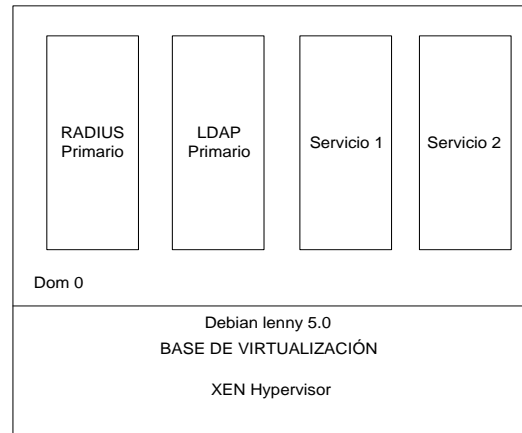 RADIUS
Primario
LDAP
Primario
Servicio 1
Servicio 2
Dom 0
Debian lenny 5.0
BASE DE VIRTUALIZACIÓN
XEN Hypervisor